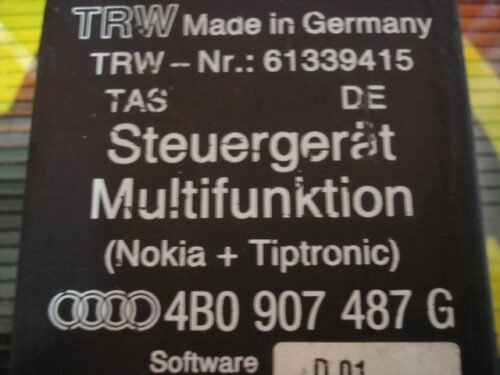 TRW Made in Germany
TRW – Nr.: 61339415
TAS DE
Steuergerät
Multifunktion
(Nokia + Tiptronic)
4B0 907 487 G
Software D 01